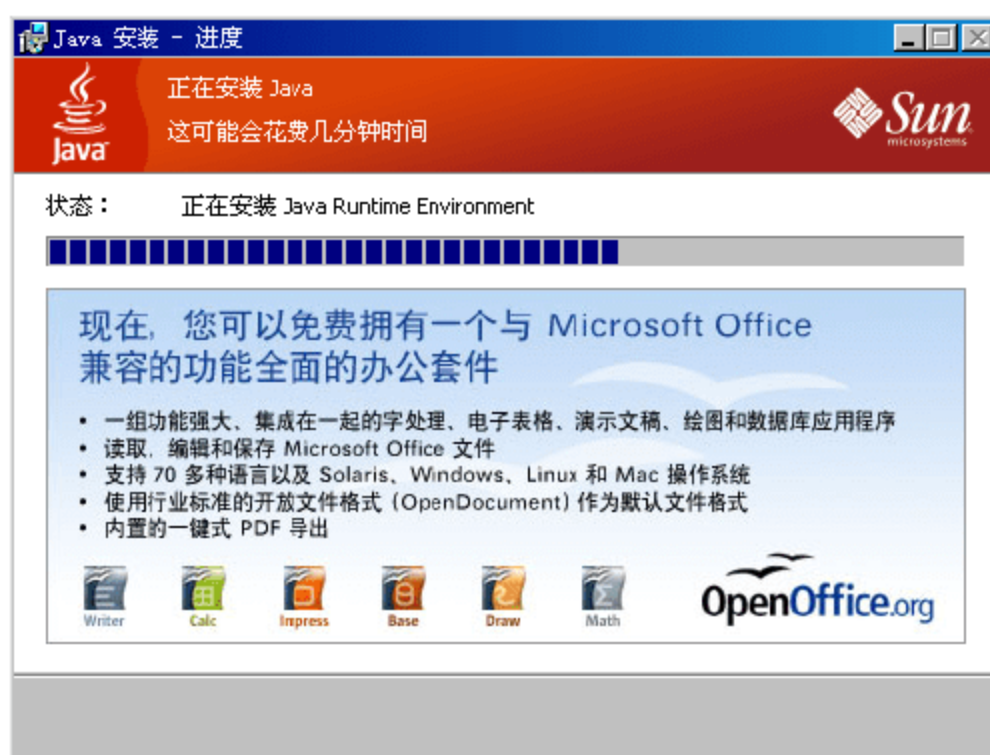 Java 安装 - 进度
正在安装 Java
这可能会花费几分钟时间
Java
Sun
microsystems
状态：
正在安装 Java Runtime Environment
现在, 您可以免费拥有一个与 Microsoft Office
兼容的功能全面的办公套件
• 一组功能强大、集成在一起的字处理、电子表格、演示文稿、绘图和数据库应用程序
• 读取, 编辑和保存 Microsoft Office 文件
• 支持 70 多种语言以及 Solaris、Windows、Linux 和 Mac 操作系统
• 使用行业标准的开放文件格式 (OpenDocument) 作为默认文件格式
• 内置的一键式 PDF 导出
Writer
Calc
Impress
Base
Draw
Math
OpenOffice.org